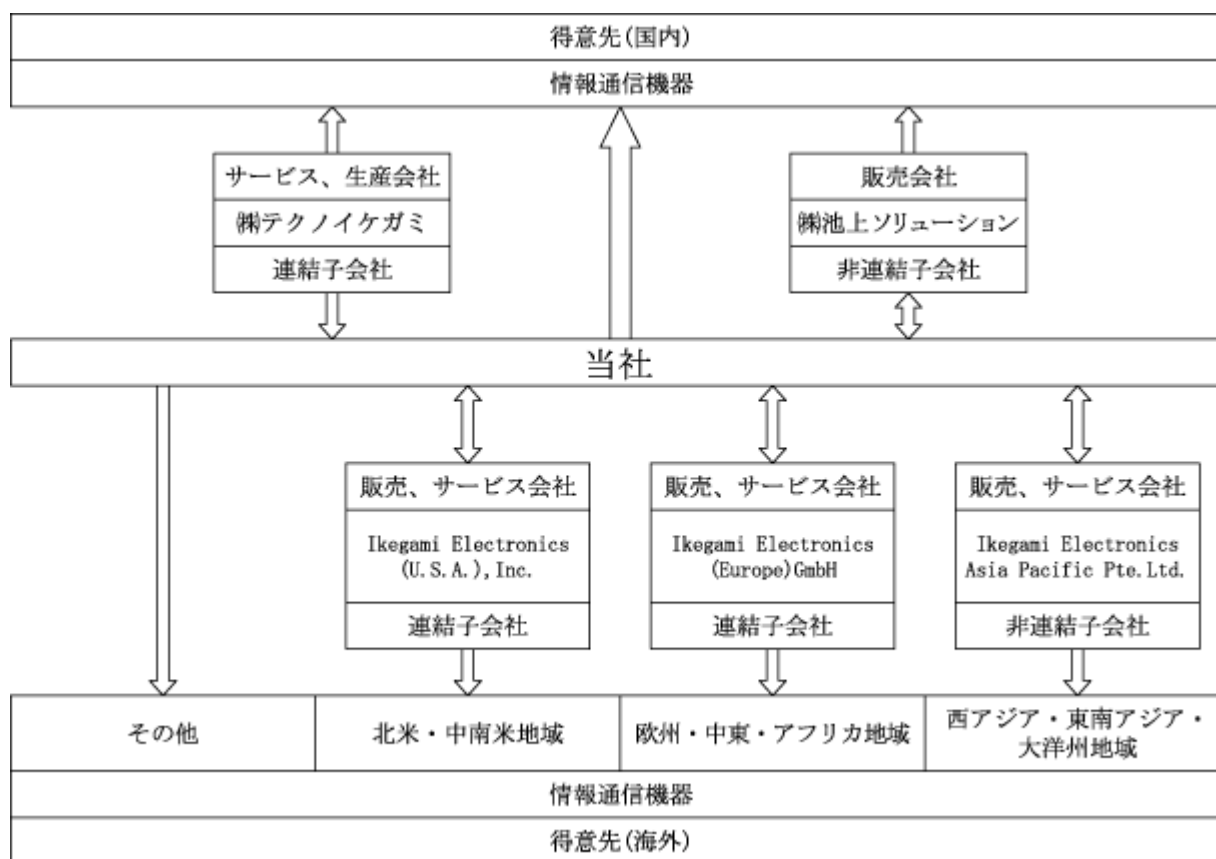 得意先(国内)
情報通信機器
サービス、生産会社
㈱テクノイケガミ
連結子会社
販売会社
㈱池上ソリューション
非連結子会社
当社
販売、サービス会社
Ikegami Electronics
(U.S.A.),Inc.
連結子会社
販売、サービス会社
Ikegami Electronics
(Europe)GmbH
連結子会社
販売、サービス会社
Ikegami Electronics
Asia Pacific Pte.Ltd.
非連結子会社
その他
北米・中南米地域
欧州・中東・アフリカ地域
西アジア・東南アジア・
大洋州地域
情報通信機器
得意先(海外)